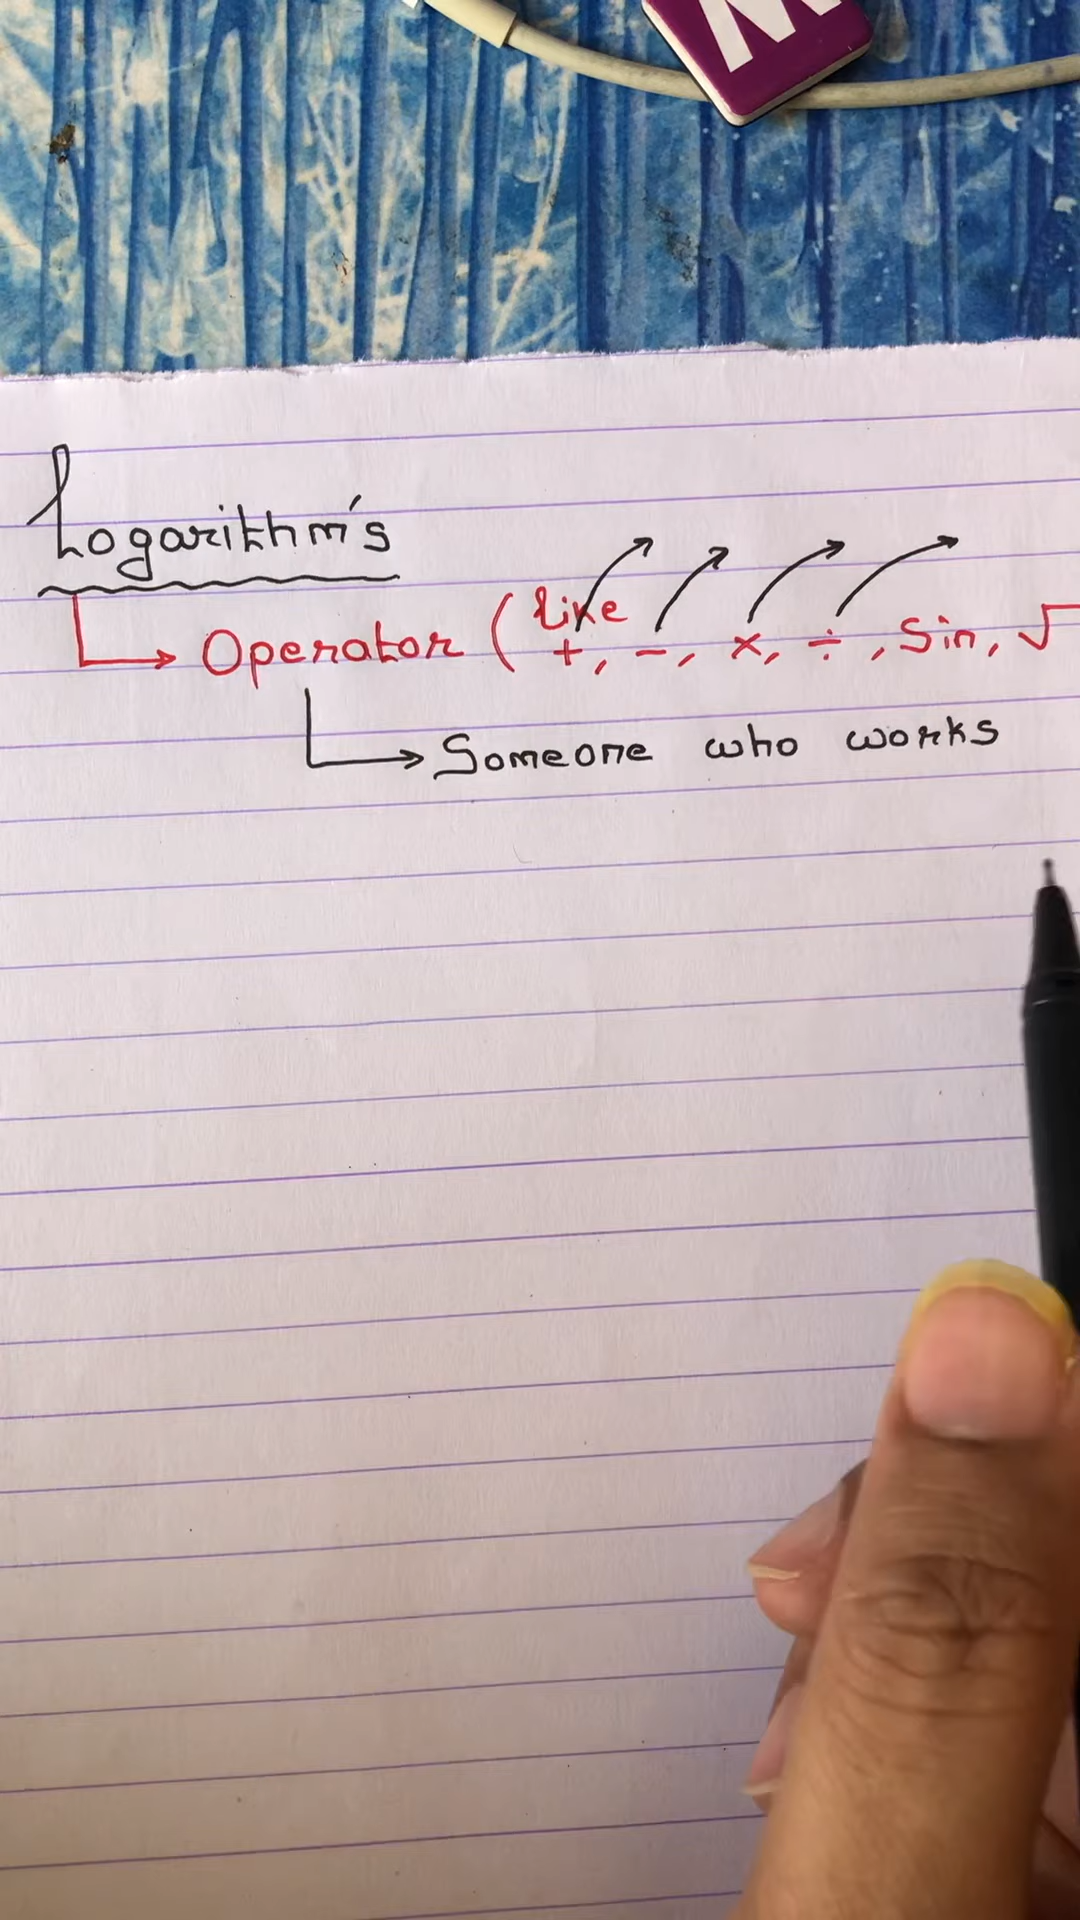 Logarithm's
Operator (like
+, -, ×, ÷, Sin, √
Someone who works